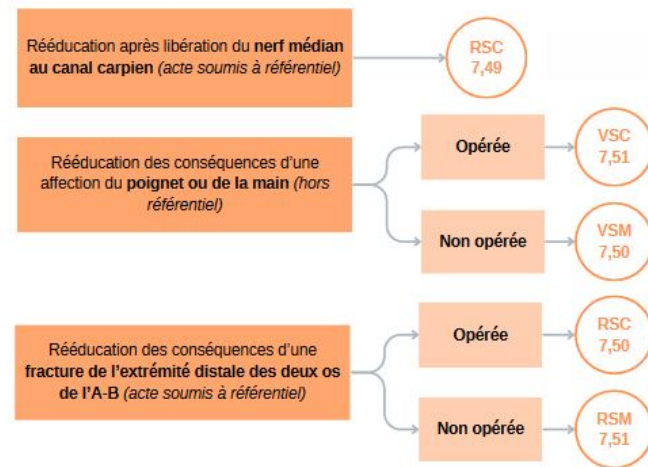 Rééducation après libération du nerf médian
au canal carpien (acte soumis à référentiel)
RSC
7,49
Rééducation des conséquences d'une
affection du poignet ou de la main (hors
référentiel)
Opérée
VSC
7,51
Non opérée
VSM
7,50
Rééducation des conséquences d'une
fracture de l'extrémité distale des deux os
de l'A-B (acte soumis à référentiel)
Opérée
RSC
7,50
Non opérée
RSM
7,51